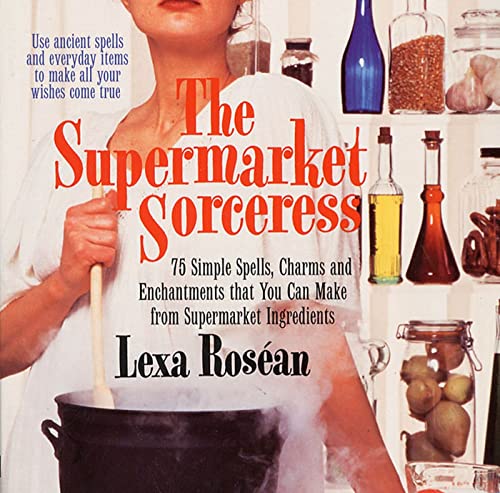 Use ancient spells
and everyday items
to make all your
wishes come true
The
Supermarket
Sorceress
75 Simple Spells, Charms and
Enchantments that You Can Make
from Supermarket Ingredients
Lexa Roséan